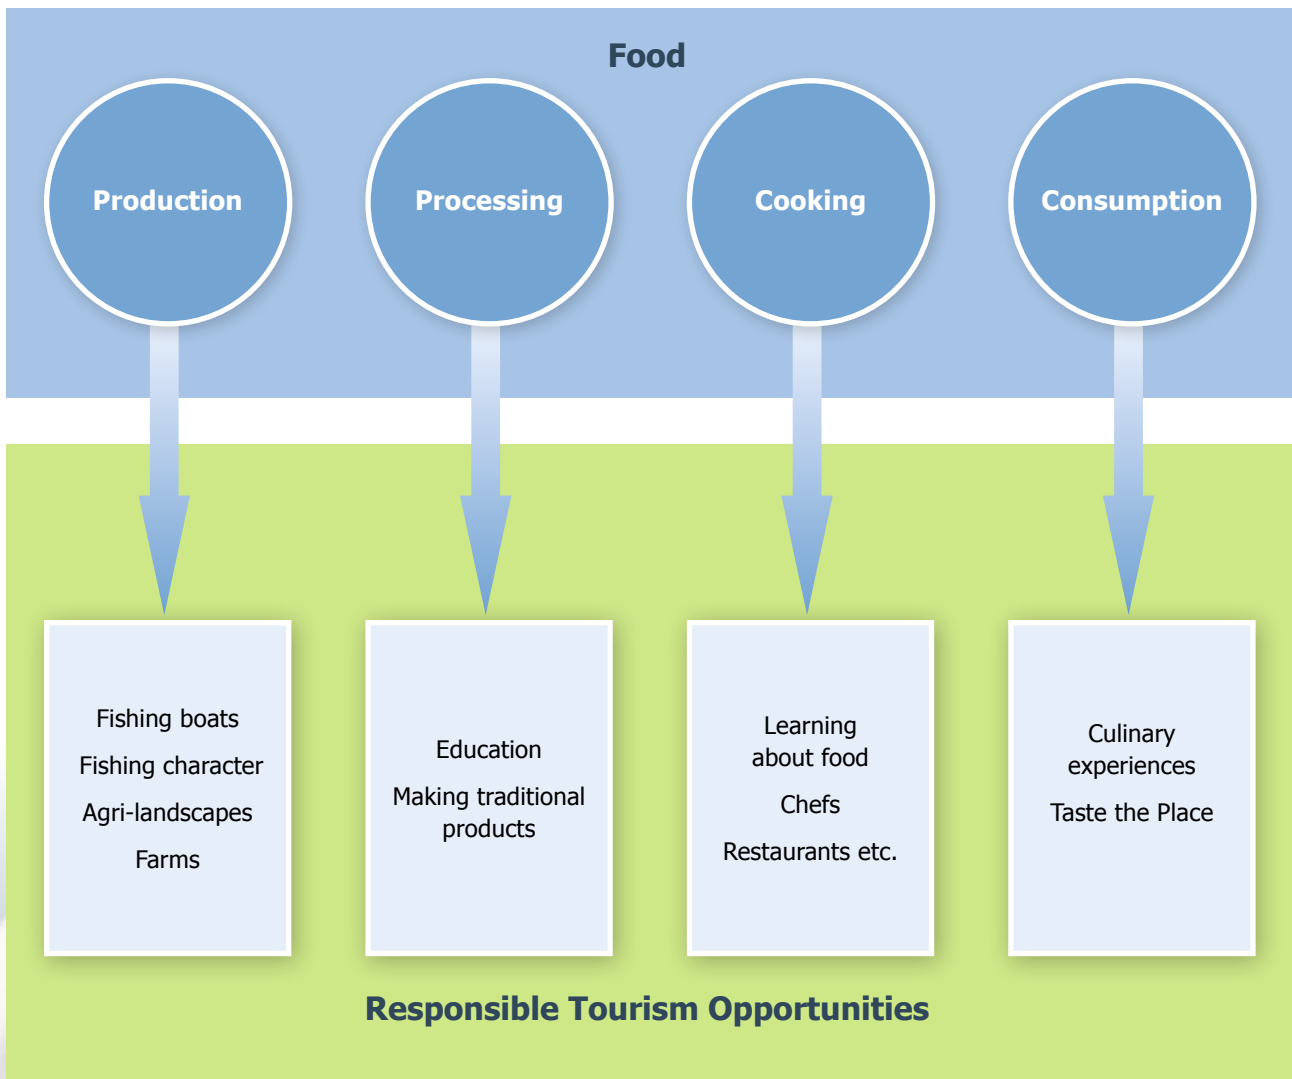 Food
Production
Processing
Cooking
Consumption
Fishing boats
Fishing character
Agri-landscapes
Farms
Education
Making traditional
products
Learning
about food
Chefs
Restaurants etc.
Culinary
experiences
Taste the Place
Responsible Tourism Opportunities